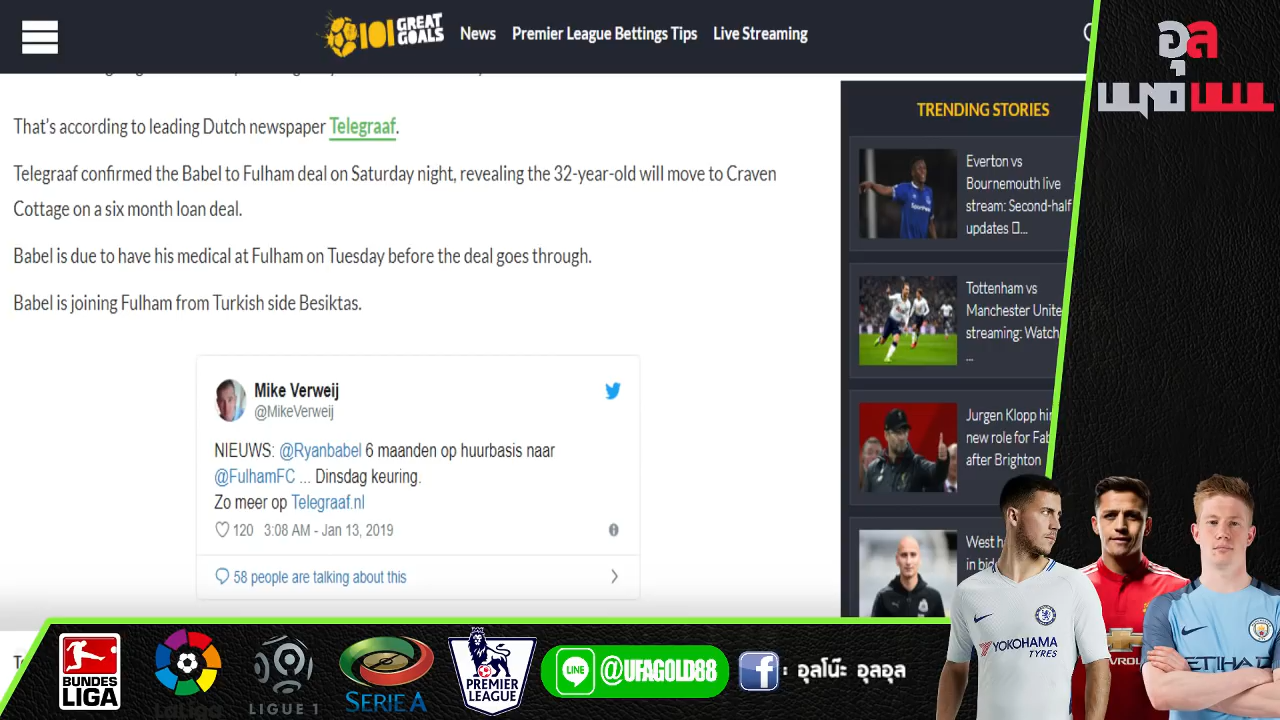 101 GREAT GOALS
News
Premier League Bettings Tips
Live Streaming
That's according to leading Dutch newspaper Telegraaf.
Telegraaf confirmed the Babel to Fulham deal on Saturday night, revealing the 32-year-old will move to Craven
Cottage on a six month loan deal.
Babel is due to have his medical at Fulham on Tuesday before the deal goes through.
Babel is joining Fulham from Turkish side Besiktas.
Mike Verweij
@MikeVerweij
NIEUWS: @Ryanbabel 6 maanden op huurbasis naar
@FulhamFC ... Dinsdag keuring.
Zo meer op Telegraaf.nl
120 3:08 AM - Jan 13, 2019
58 people are talking about this
TRENDING STORIES
Everton vs
Bournemouth live
stream: Second-half
updates ...
Tottenham vs
Manchester Unite
streaming: Watch
...
Jurgen Klopp hin
new role for Fab
after Brighton
West h
in bid
อุล
BUNDES
LIGA
LaLiga
LIGUE 1
SERIE A
PREMIER
LEAGUE
LINE
@UFAGOLD88
f : อุลโน๊ะ อุลอุล
YOKOHAMA
TYRES
ETIHAD